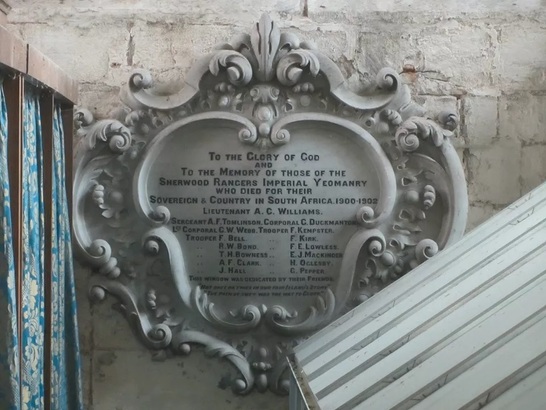 To the Glory of God
and
To the Memory of those of the
Sherwood Rangers Imperial Yeomanry
who died for their
Sovereign & Country in South Africa. 1900-1902
Lieutenant A. C. Williams.
Sergeant A. F. Tomlinson. Corporal G. Duckmanton
Lce Corporal G. W. Webb. Trooper F. Kempster.
Trooper F. Bell. " F. Kirk.
" R. W. Bond. " F. E. Lowless.
" T. H. Bowness. " E. J. Mackinder
" A. F. Clark. " H. Oglesby.
" J. Hall " G. Pepper.
This window was dedicated by their Friends.